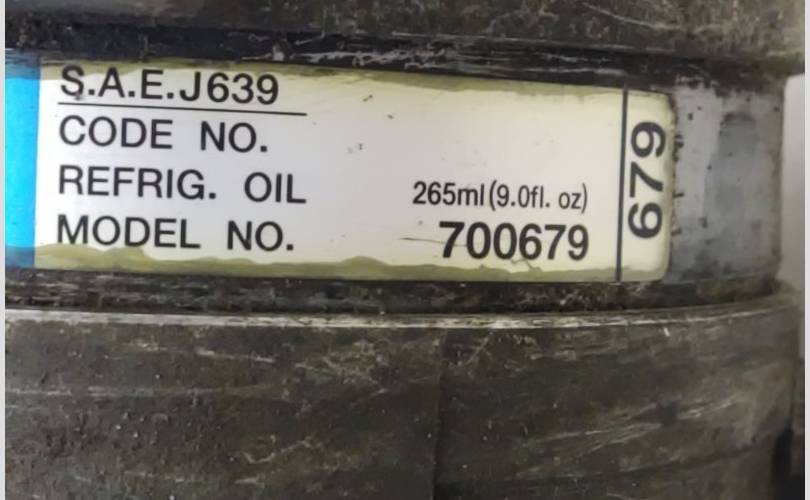 S.A.E.J639
CODE NO.
REFRIG. OIL 265ml(9.0fl. oz)
MODEL NO. 700679
679